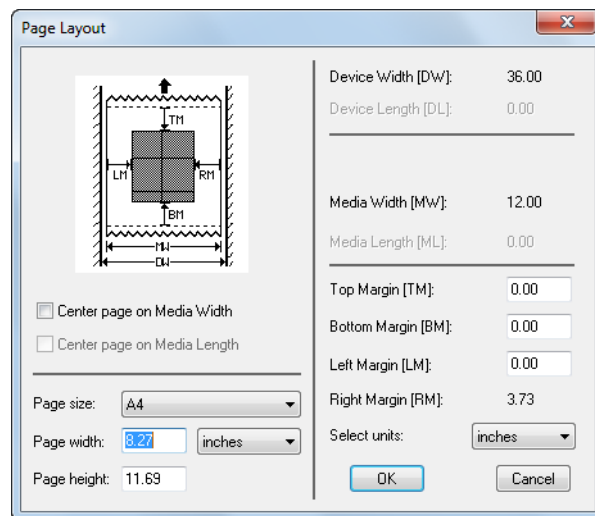 Page Layout
TM
LM
RM
BM
MW
DW
Center page on Media Width
Center page on Media Length
Page size: A4
Page width: 8.27 inches
Page height: 11.69
Device Width [DW]: 36.00
Device Length [DL]: 0.00
Media Width [MW]: 12.00
Media Length [ML]: 0.00
Top Margin [TM]: 0.00
Bottom Margin [BM]: 0.00
Left Margin [LM]: 0.00
Right Margin [RM]: 3.73
Select units: inches
OK Cancel